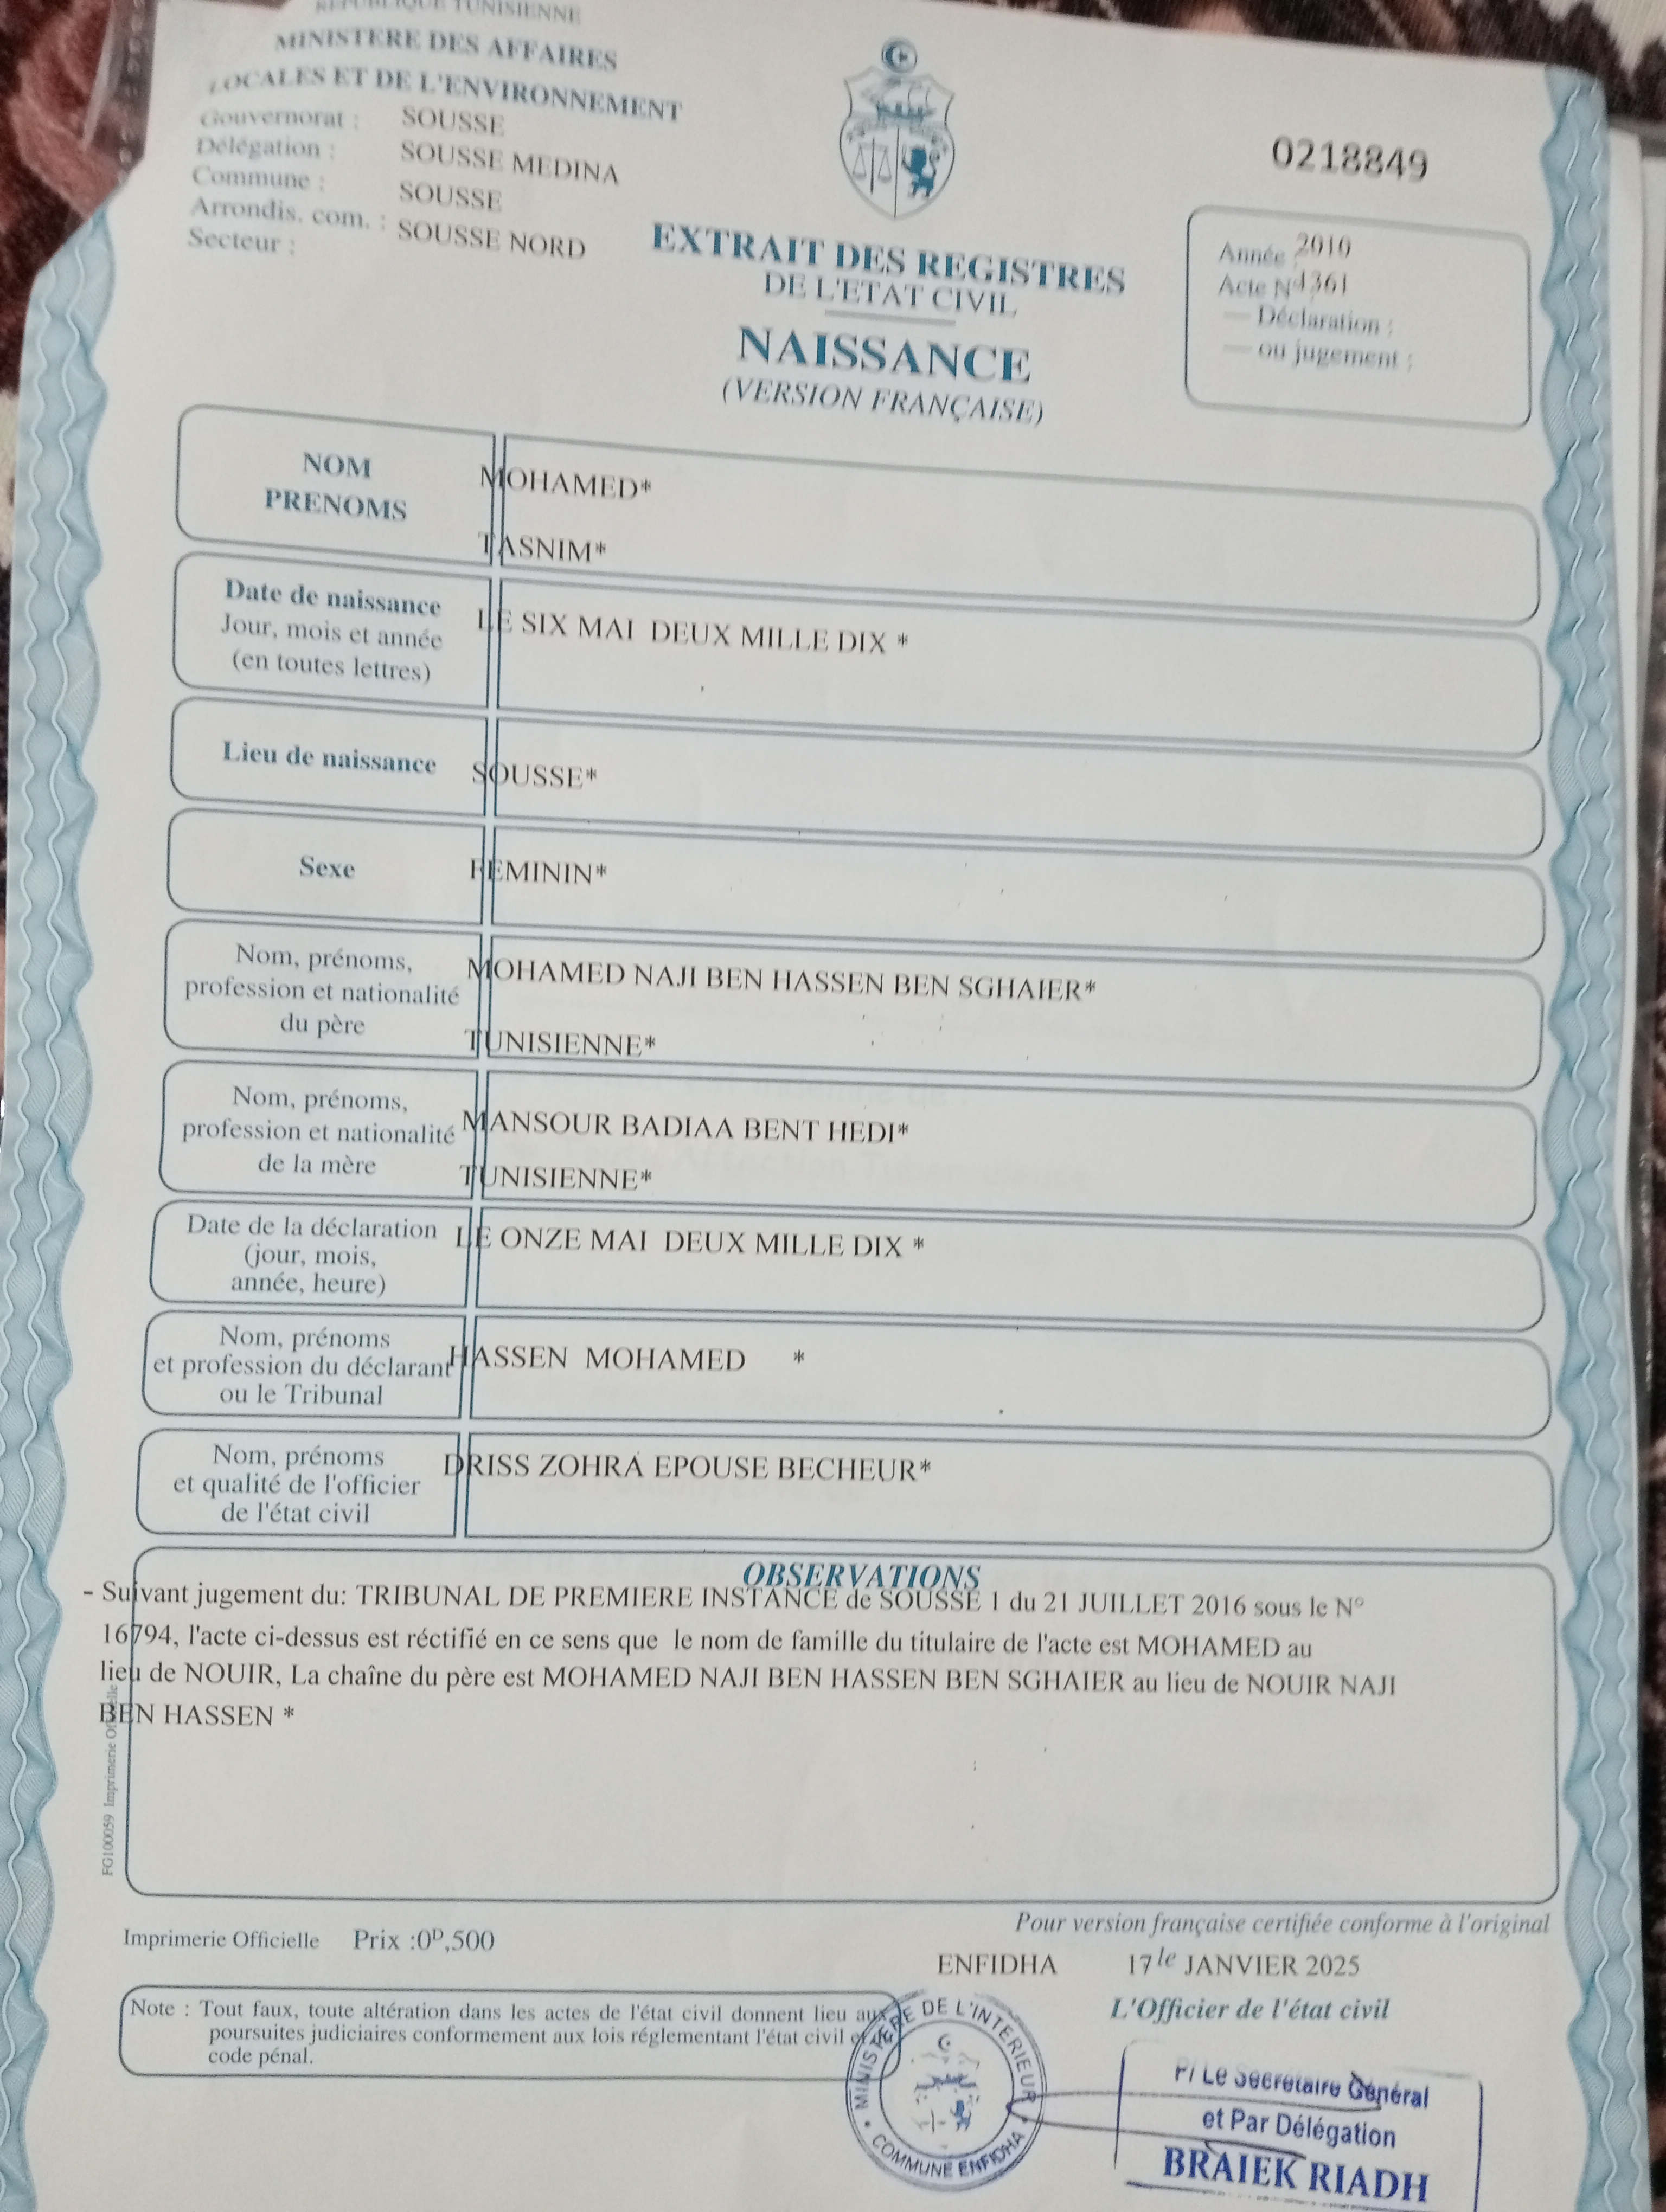 REPUBLIQUE TUNISIENNE
MINISTERE DES AFFAIRES
LOCALES ET DE L'ENVIRONNEMENT
Gouvernorat : SOUSSE
Délégation : SOUSSE MEDINA
Commune : SOUSSE
Arrondis. com. : SOUSSE NORD
Secteur :
0218849
EXTRAIT DES REGISTRES
DE L'ETAT CIVIL
NAISSANCE
(VERSION FRANÇAISE)
Année 2010
Acte N° 1361
— Déclaration :
— ou jugement :
NOM
PRENOMS
MOHAMED*
TASNIM*
Date de naissance
Jour, mois et année
(en toutes lettres)
LE SIX MAI DEUX MILLE DIX *
Lieu de naissance
SOUSSE*
Sexe
FEMININ*
Nom, prénoms,
profession et nationalité
du père
MOHAMED NAJI BEN HASSEN BEN SGHAIER*
TUNISIENNE*
Nom, prénoms,
profession et nationalité
de la mère
MANSOUR BADIAA BENT HEDI*
TUNISIENNE*
Date de la déclaration
(jour, mois,
année, heure)
LE ONZE MAI DEUX MILLE DIX *
Nom, prénoms
et profession du déclarant
ou le Tribunal
HASSEN MOHAMED *
Nom, prénoms
et qualité de l'officier
de l'état civil
DRISS ZOHRA EPOUSE BECHEUR*
OBSERVATIONS
- Suivant jugement du: TRIBUNAL DE PREMIERE INSTANCE de SOUSSE 1 du 21 JUILLET 2016 sous le N°
16794, l'acte ci-dessus est réctifié en ce sens que le nom de famille du titulaire de l'acte est MOHAMED au
lieu de NOUIR, La chaîne du père est MOHAMED NAJI BEN HASSEN BEN SGHAIER au lieu de NOUIR NAJI
BEN HASSEN *
FG100059 Imprimerie Officielle
Imprimerie Officielle Prix :0ᴰ,500
Pour version française certifiée conforme à l'original
ENFIDHA 17 le JANVIER 2025
L'Officier de l'état civil
Note : Tout faux, toute altération dans les actes de l'état civil donnent lieu aux
poursuites judiciaires conformement aux lois réglementant l'état civil et le
code pénal.
MINISTERE DE L'INTERIEUR
COMMUNE ENFIDHA
P/ Le Secrétaire Général
et Par Délégation
BRAIEK RIADH